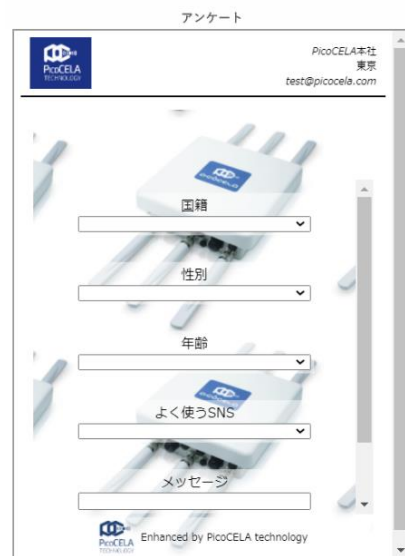 アンケート
PicoCELA
TECHNOLOGY
PicoCELA本社
東京
test@picocela.com
国籍
性別
年齢
よく使うSNS
メッセージ
PicoCELA
TECHNOLOGY
Enhanced by PicoCELA technology